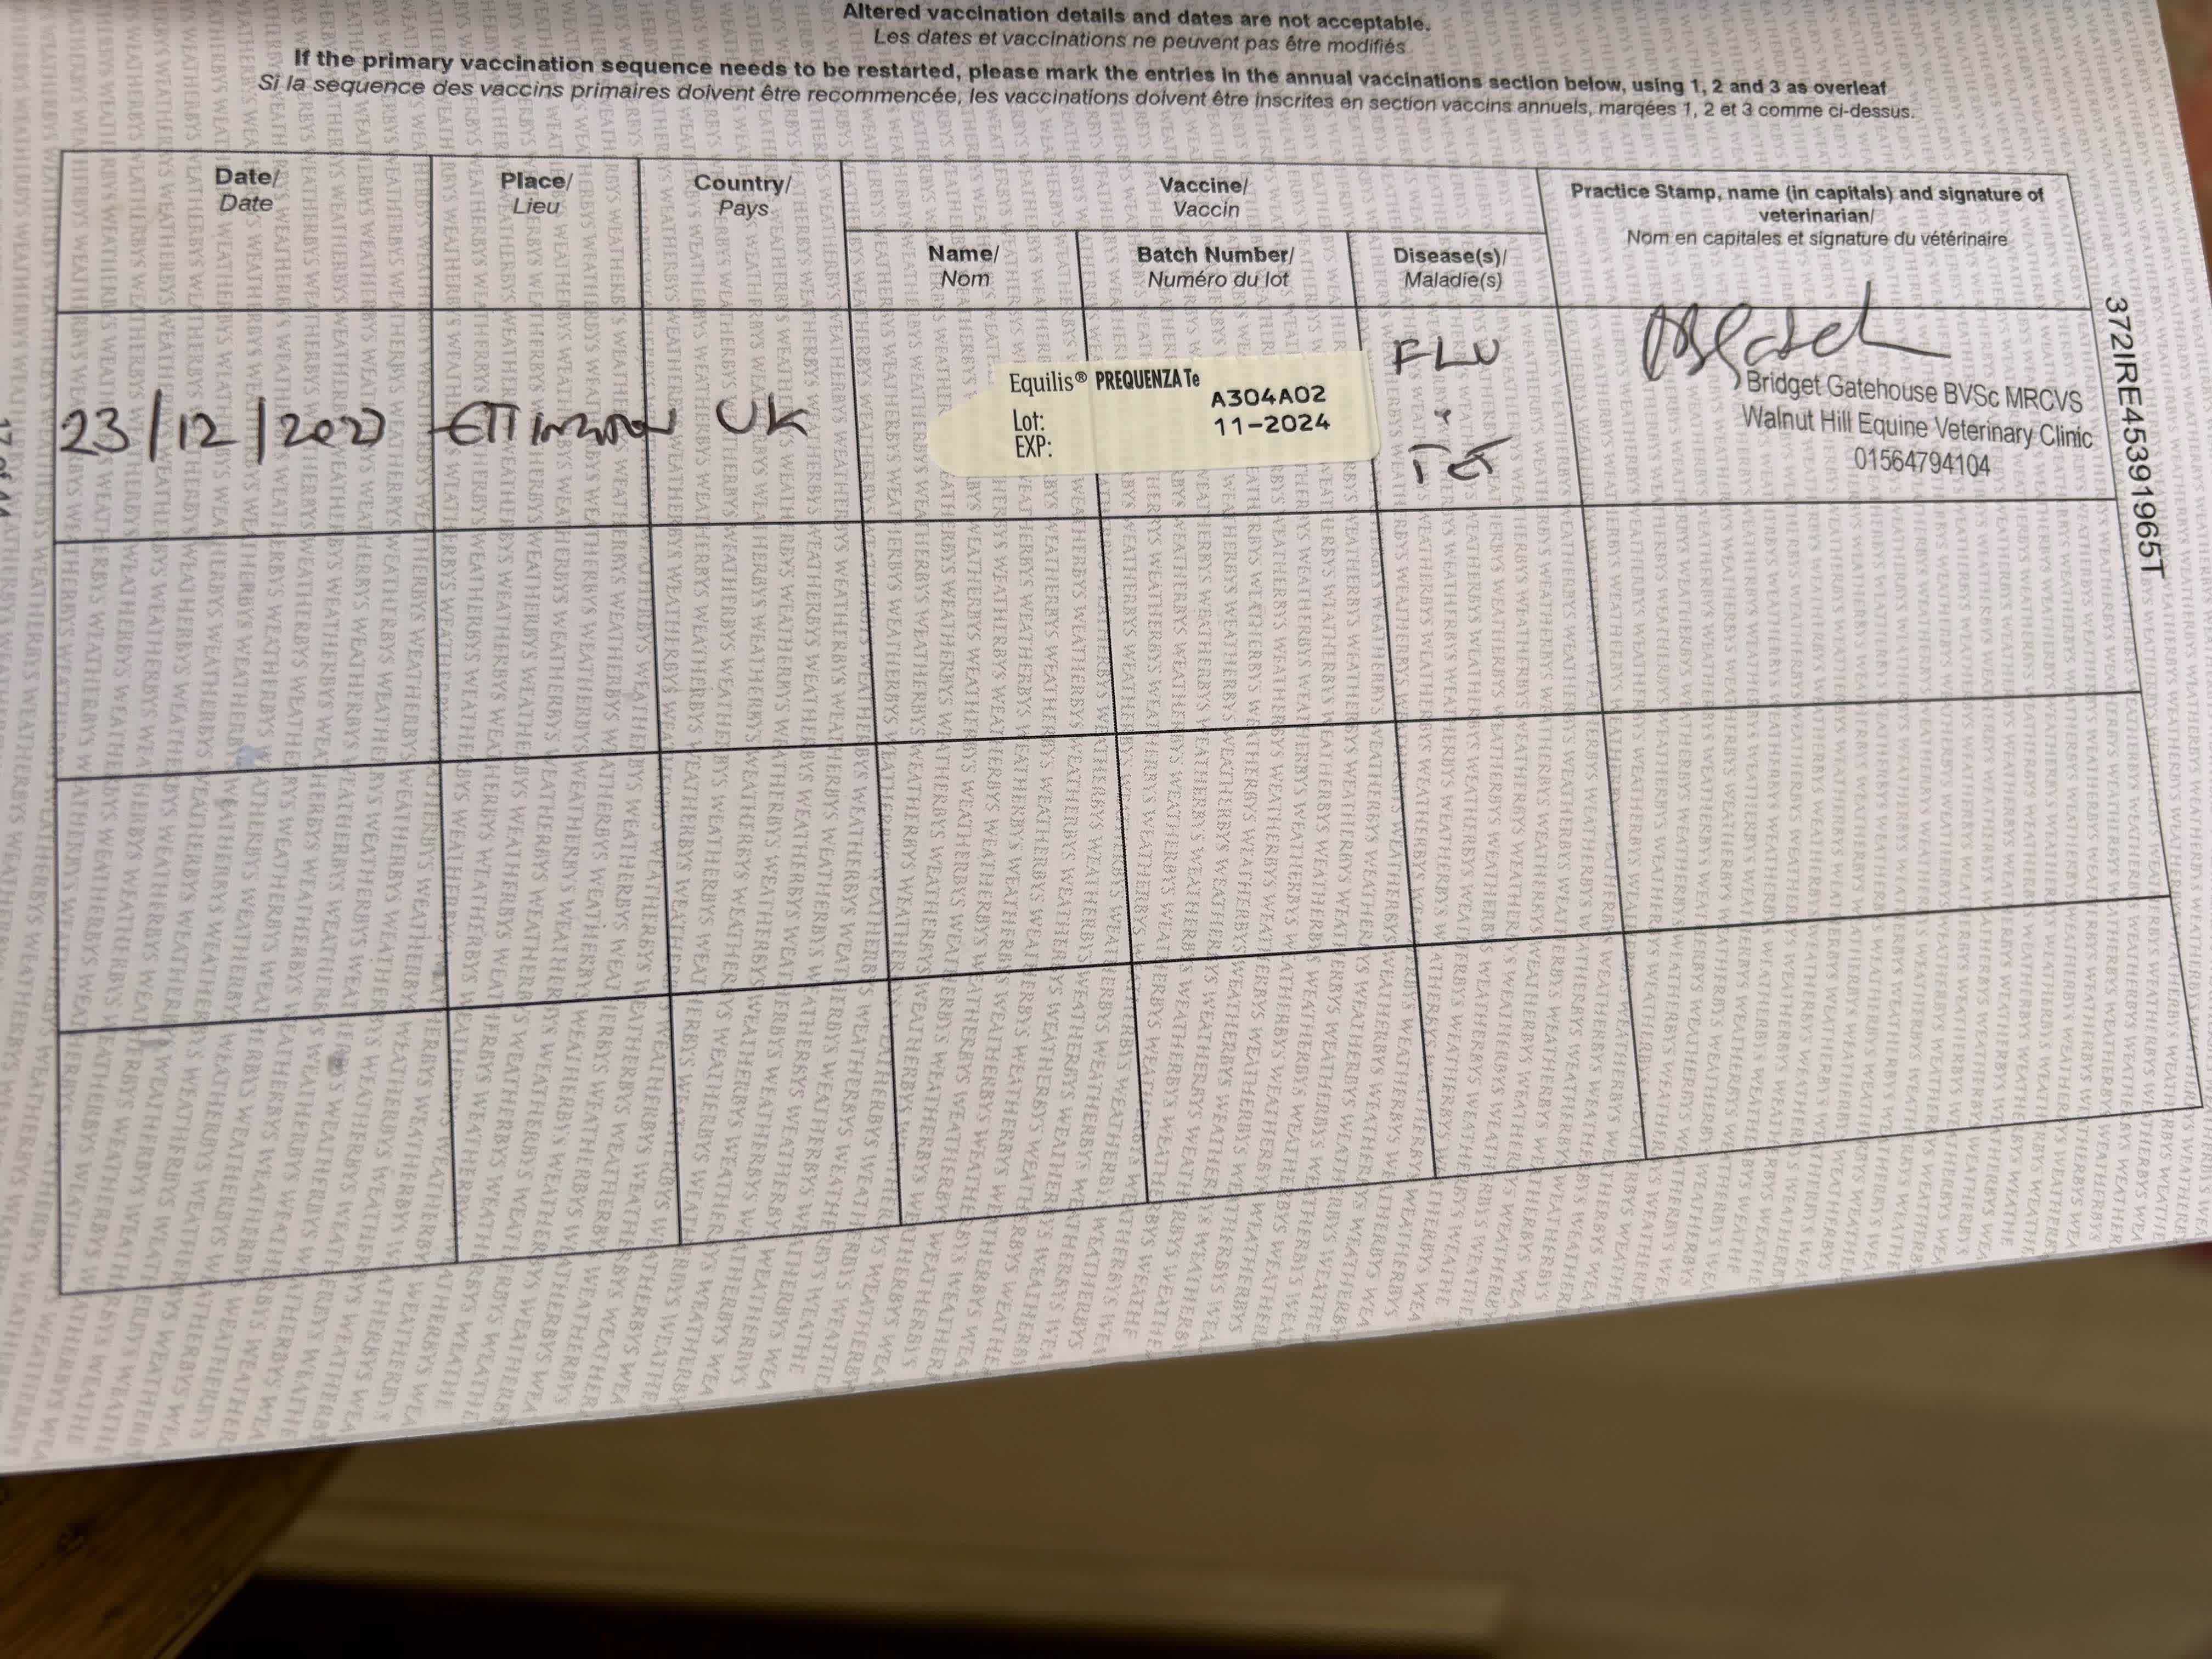 Altered vaccination details and dates are not acceptable.
Les dates et vaccinations ne peuvent pas être modifiés
If the primary vaccination sequence needs to be restarted, please mark the entries in the annual vaccinations section below, using 1, 2 and 3 as overleaf
Si la sequence des vaccins primaires doivent être recommencée, les vaccinations doivent être inscrites en section vaccins annuels, marqées 1, 2 et 3 comme ci-dessus.
Date/
Date
Place/
Lieu
Country/
Pays
Vaccine/
Vaccin
Name/
Nom
Batch Number/
Numéro du lot
Disease(s)/
Maladie(s)
Practice Stamp, name (in capitals) and signature of
veterinarian/
Nom en capitales et signature du vétérinaire
23/12/
UK
Equilis® PREQUENZA Te
Lot: A304A02
EXP: 11-2024
FLU
+
TET
Bridget Gatehouse BVSc MRCVS
Walnut Hill Equine Veterinary Clinic
01564794104
372IRE45391965T
WEATHERBYS